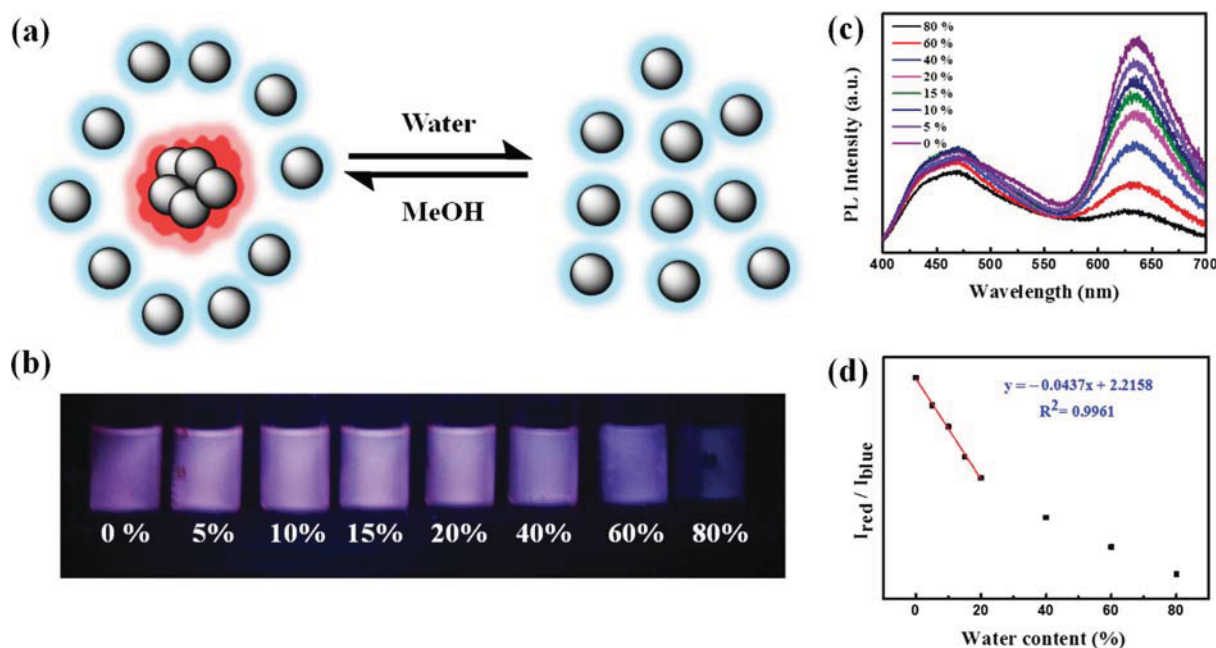 (a)
Water
MeOH
(b)
0 %
5%
10%
15%
20%
40%
60%
80%
(c)
80 %
60 %
40 %
20 %
15 %
10 %
5 %
0 %
PL Intensity (a.u.)
400 450 500 550 600 650 700
Wavelength (nm)
(d)
y = −0.0437x + 2.2158
R² = 0.9961
I_red / I_blue
0 20 40 60 80
Water content (%)